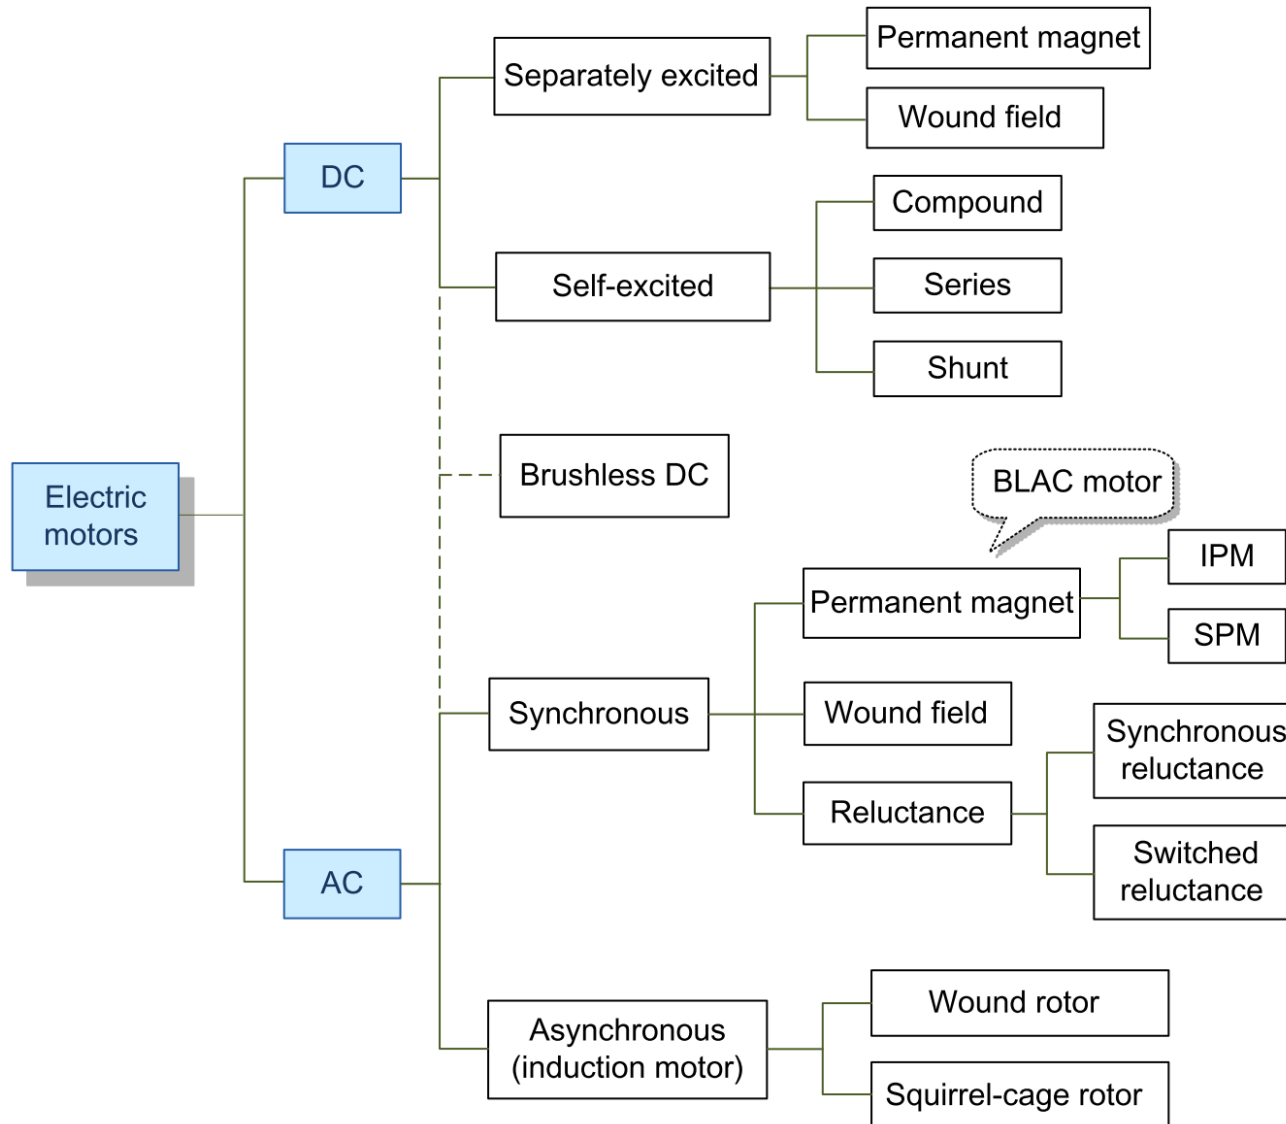 Permanent magnet
Separately excited
Wound field
DC
Compound
Self-excited
Series
Shunt
Brushless DC
BLAC motor
Electric
motors
IPM
Permanent magnet
SPM
Synchronous
Wound field
Synchronous
reluctance
Reluctance
Switched
reluctance
AC
Wound rotor
Asynchronous
(induction motor)
Squirrel-cage rotor